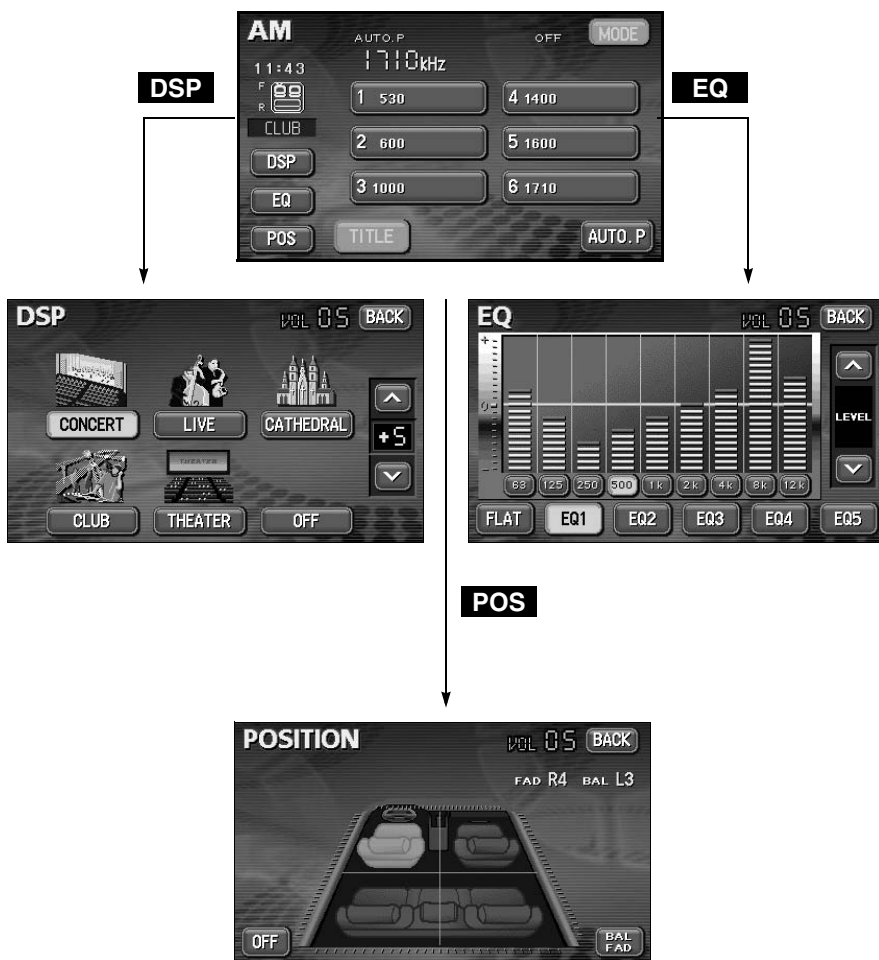 AM
AUTO.P
OFF
MODE
1710kHz
11:43
F
R
CLUB
DSP
EQ
POS
1 530
4 1400
2 600
5 1600
3 1000
6 1710
TITLE
AUTO.P
DSP
EQ
DSP
VOL 05
BACK
CONCERT
LIVE
CATHEDRAL
+5
THEATER
CLUB
THEATER
OFF
EQ
VOL 05
BACK
+
0
-
LEVEL
63 125 250 500 1k 2k 4k 8k 12k
FLAT EQ1 EQ2 EQ3 EQ4 EQ5
POS
POSITION
VOL 05
BACK
FAD R4 BAL L3
OFF
BAL
FAD